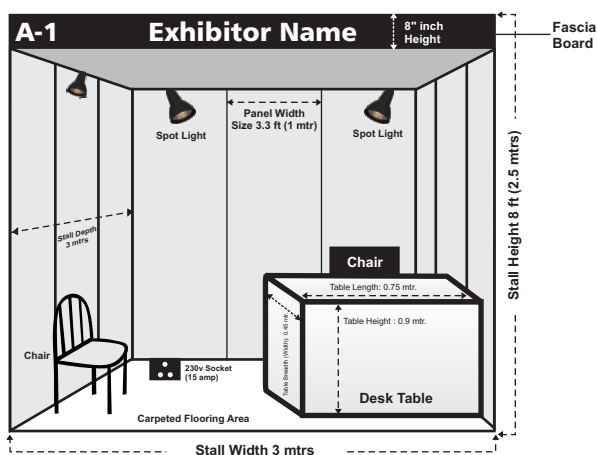 A-1
Exhibitor Name
8" inch
Height
Fascia
Board
Spot Light
Panel Width
Size 3.3 ft (1 mtr)
Spot Light
Stall Height 8 ft (2.5 mtrs)
Stall Depth
3 mtrs
Chair
Table Length: 0.75 mtr.
Table Height : 0.9 mtr.
Table Breadth (Width): 0.45 mtr.
Chair
230v Socket
(15 amp)
Desk Table
Carpeted Flooring Area
Stall Width 3 mtrs